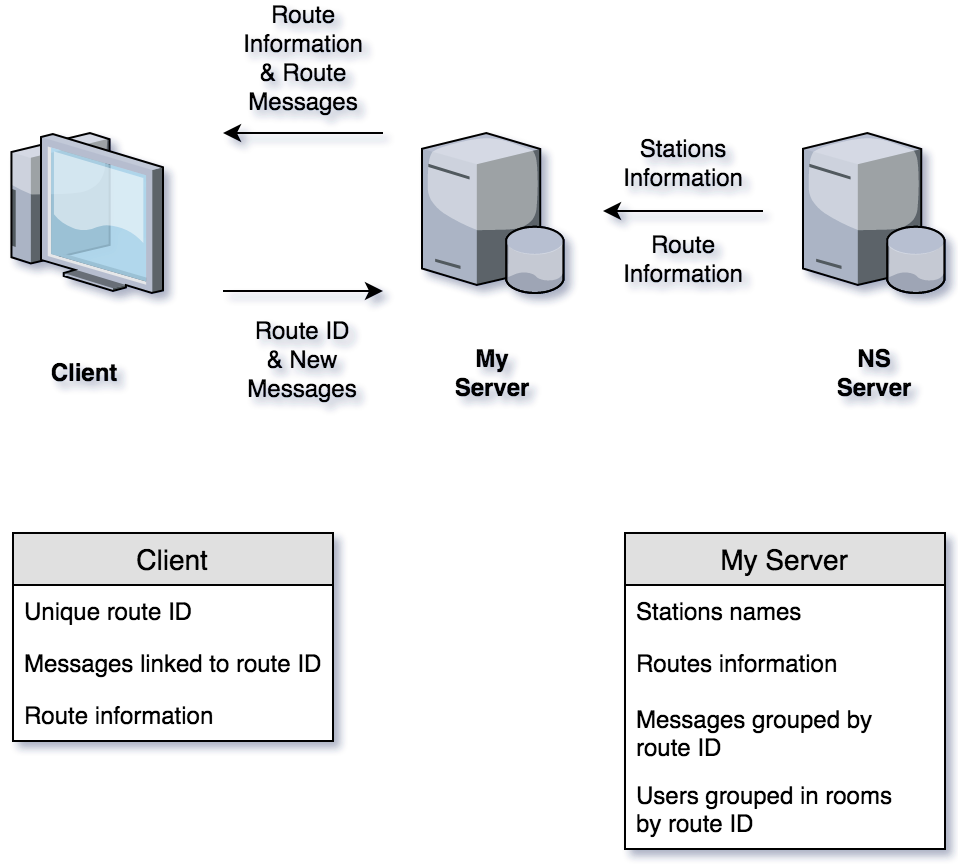 Route
Information
& Route
Messages
Stations
Information
Route
Information
Route ID
& New
Messages
Client
My
Server
NS
Server
Client
Unique route ID
Messages linked to route ID
Route information
My Server
Stations names
Routes information
Messages grouped by
route ID
Users grouped in rooms
by route ID